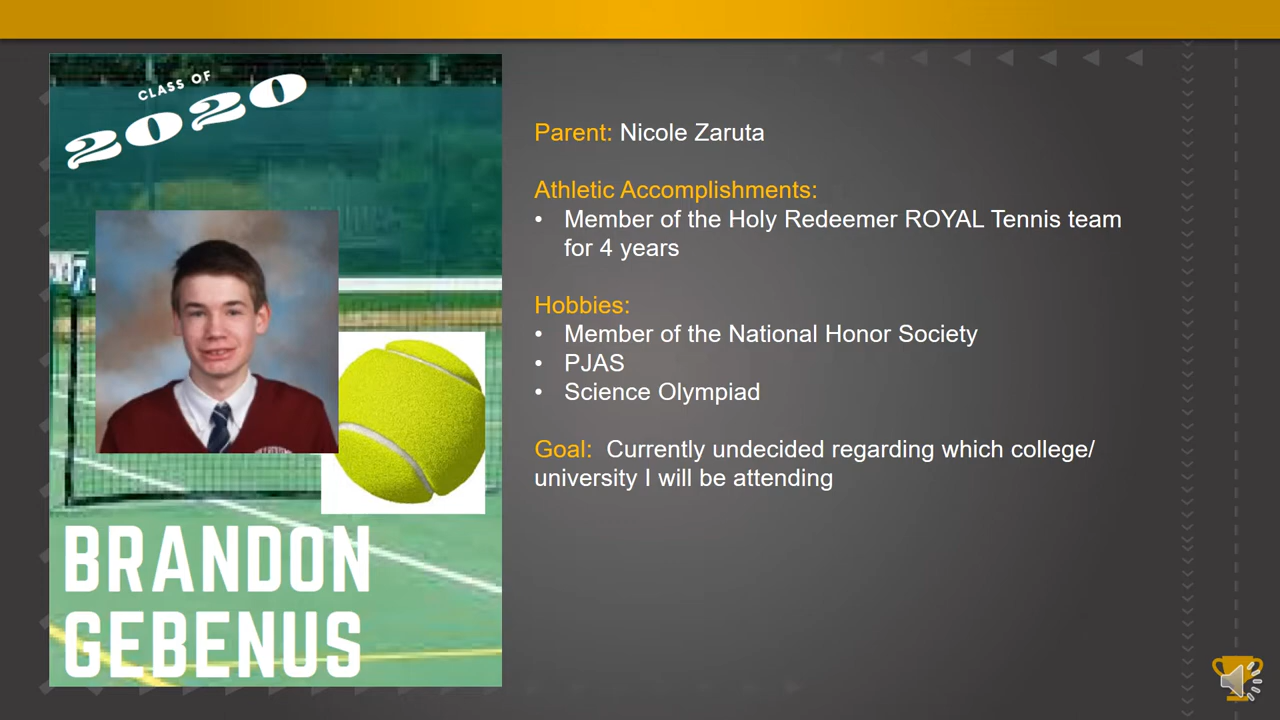 CLASS OF
2020
BRANDON
GEBENUS
Parent: Nicole Zaruta
Athletic Accomplishments:
• Member of the Holy Redeemer ROYAL Tennis team
for 4 years
Hobbies:
• Member of the National Honor Society
• PJAS
• Science Olympiad
Goal: Currently undecided regarding which college/
university I will be attending